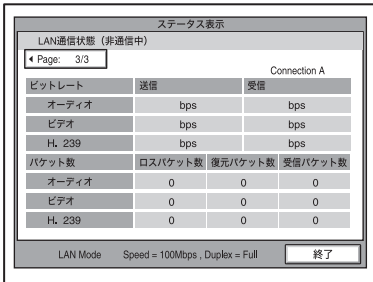 ステータス表示
LAN通信状態（非通信中）
Page: 3/3
Connection A
ビットレート 送信 受信
オーディオ bps bps
ビデオ bps bps
H. 239 bps bps
パケット数 ロスパケット数 復元パケット数 受信パケット数
オーディオ 0 0 0
ビデオ 0 0 0
H. 239 0 0 0
LAN Mode Speed = 100Mbps , Duplex = Full 終了